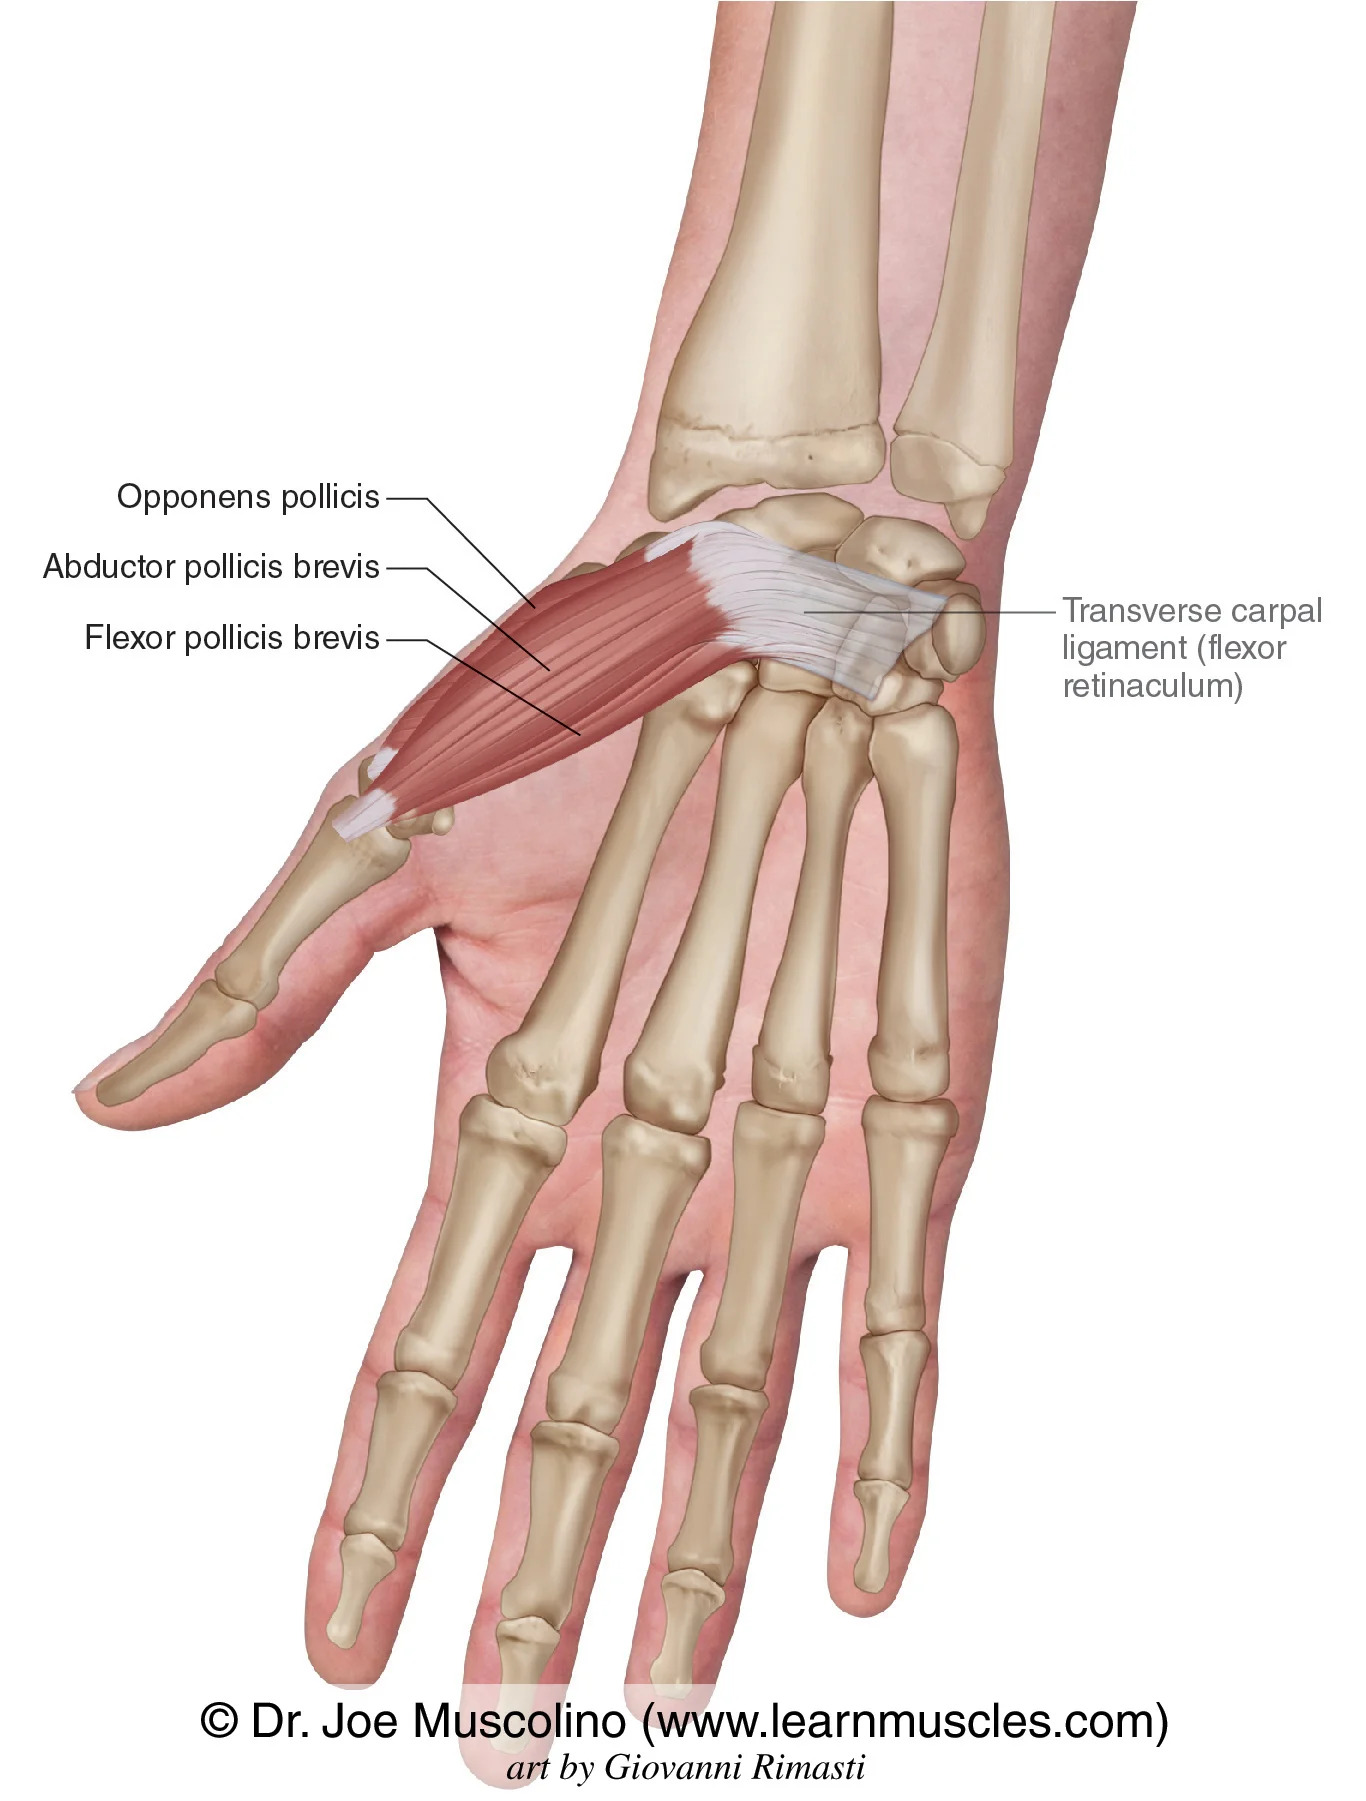 Opponens pollicis
Abductor pollicis brevis
Flexor pollicis brevis
Transverse carpal
ligament (flexor
retinaculum)
© Dr. Joe Muscolino (www.learnmuscles.com)
art by Giovanni Rimasti